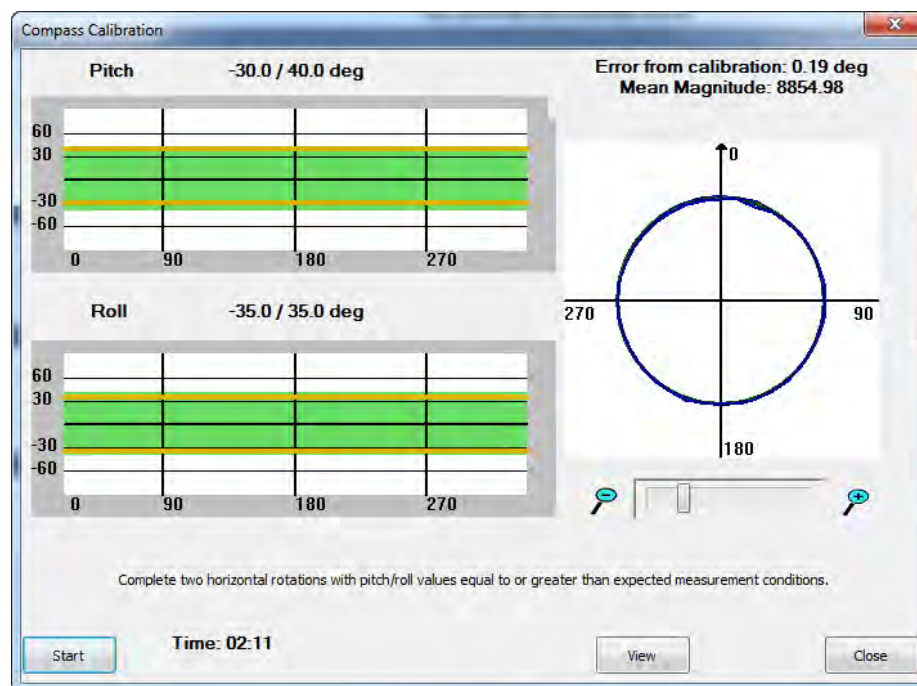 Compass Calibration
Pitch -30.0 / 40.0 deg
60
30
-30
-60
0 90 180 270
Roll -35.0 / 35.0 deg
60
30
-30
-60
0 90 180 270
Error from calibration: 0.19 deg
Mean Magnitude: 8854.98
0
270 90
180
Complete two horizontal rotations with pitch/roll values equal to or greater than expected measurement conditions.
Time: 02:11
Start View Close